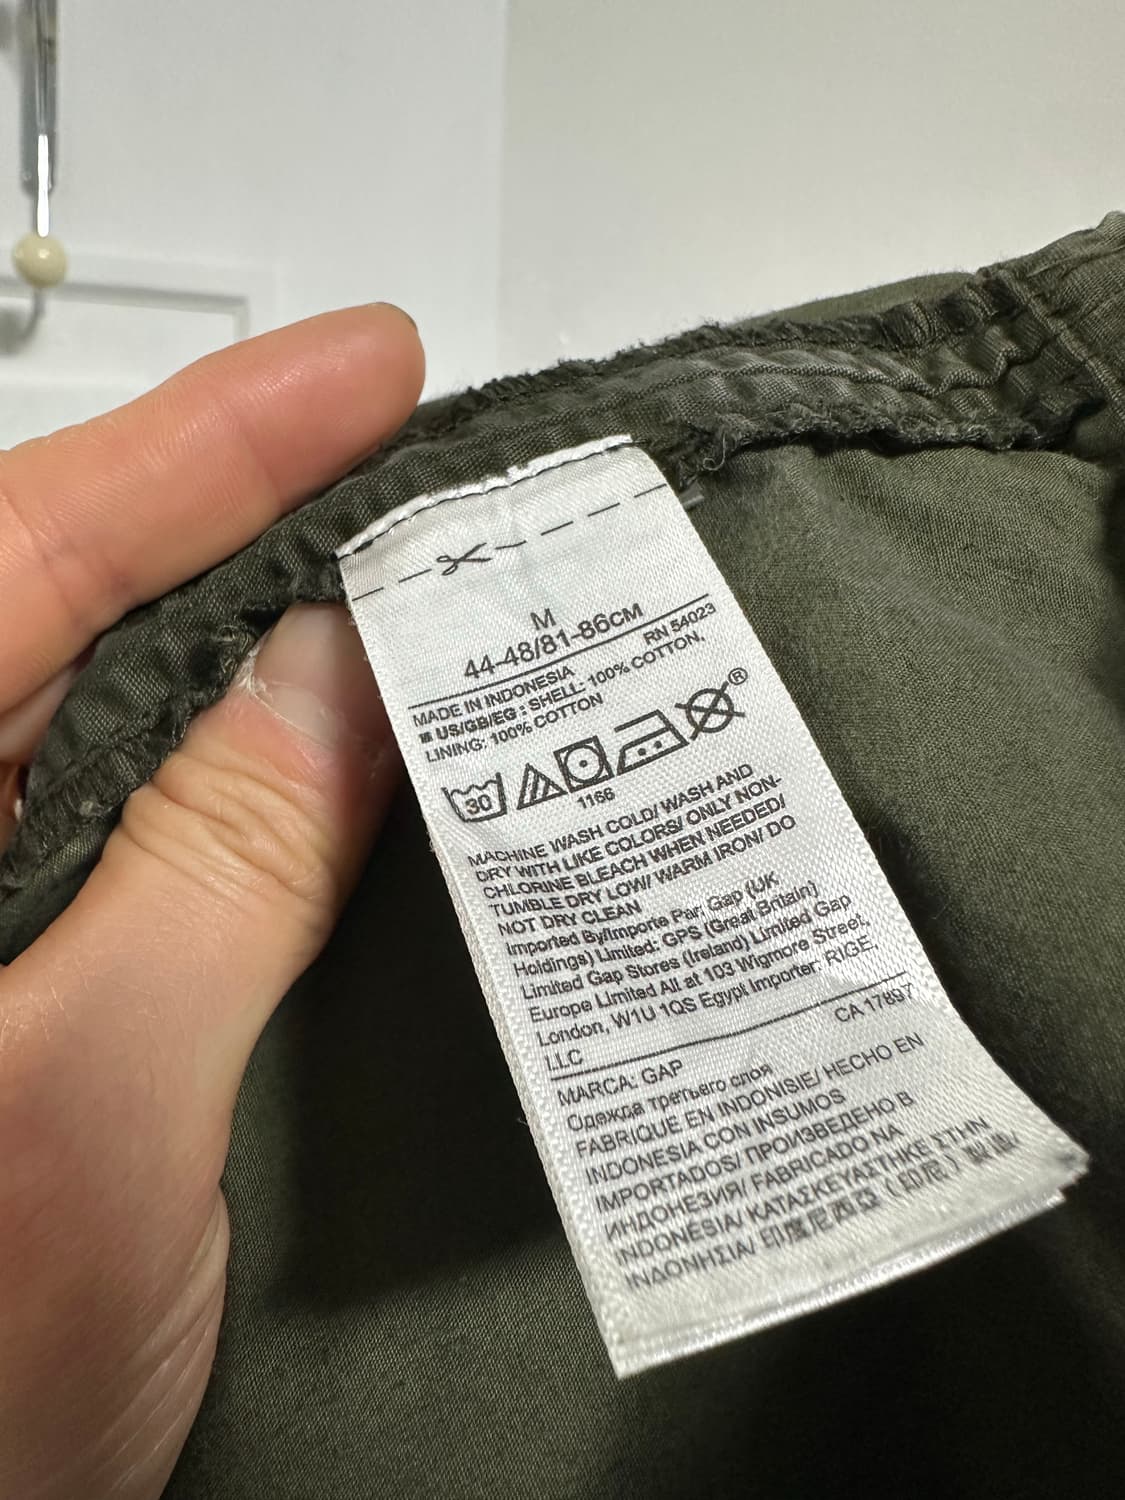 M
44-48/81-86CM
RN 54023
MADE IN INDONESIA
US/GB/EG : SHELL: 100% COTTON,
LINING: 100% COTTON
30
®
1166
MACHINE WASH COLD/ WASH AND
DRY WITH LIKE COLORS/ ONLY NON-
CHLORINE BLEACH WHEN NEEDED/
TUMBLE DRY LOW/ WARM IRON/ DO
NOT DRY CLEAN
Imported By/Importe Par: Gap (UK
Holdings) Limited: GPS (Great Britain)
Limited Gap Stores (Ireland) Limited Gap
Europe Limited All at 103 Wigmore Street,
London, W1U 1QS Egypt Importer: RIGE,
LLC
CA 17897
MARCA: GAP
Одежда третьего слоя
FABRIQUE EN INDONISIE/ HECHO EN
INDONESIA CON INSUMOS
IMPORTADOS/ ПРОИЗВЕДЕНО В
ИНДОНЕЗИЯ/ FABRICADO NA
INDONÉSIA/ ΚΑΤΑΣΚΕΥΑΣΤΗΚΕ ΣΤΗΝ
ΙΝΔΟΝΗΣΙΑ/ 印度尼西亞 (印尼)